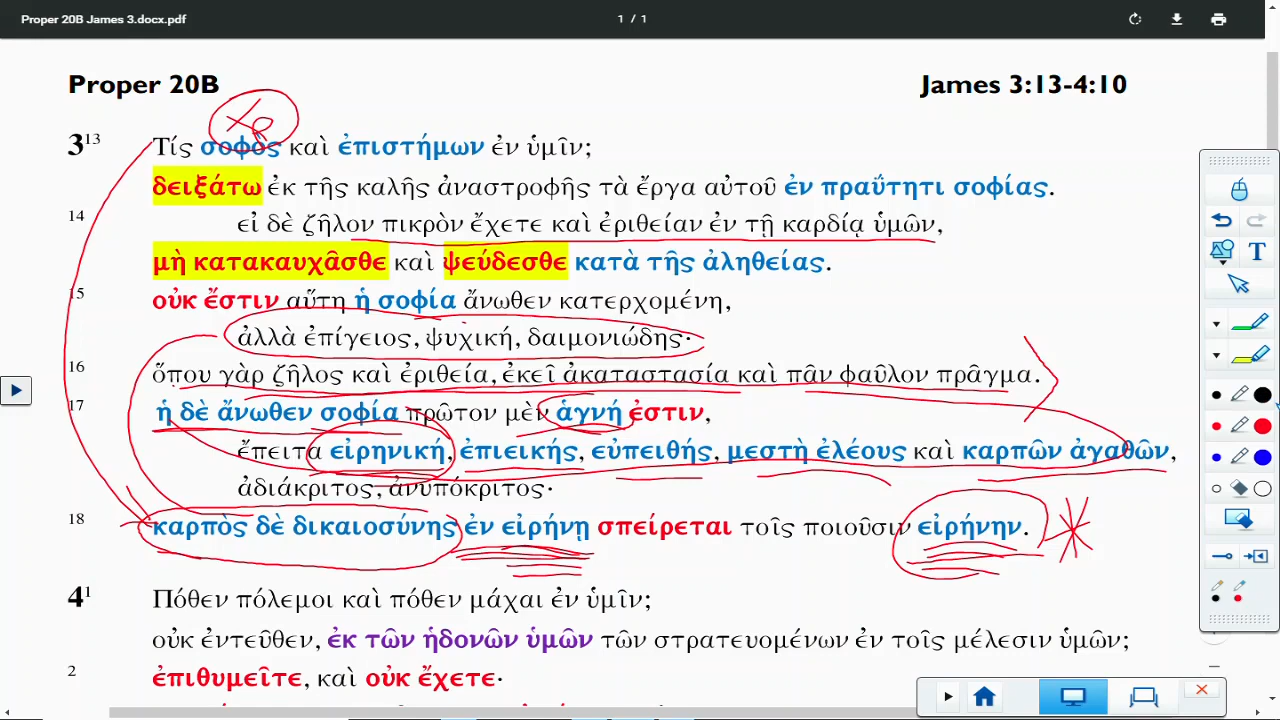 Proper 20B James 3.docx.pdf
1 / 1
Proper 20B James 3:13-4:10
3 13 Τίς σοφὸς καὶ ἐπιστήμων ἐν ὑμῖν;
δειξάτω ἐκ τῆς καλῆς ἀναστροφῆς τὰ ἔργα αὐτοῦ ἐν πραΰτητι σοφίας.
14 εἰ δὲ ζῆλον πικρὸν ἔχετε καὶ ἐριθείαν ἐν τῇ καρδίᾳ ὑμῶν,
μὴ κατακαυχᾶσθε καὶ ψεύδεσθε κατὰ τῆς ἀληθείας.
15 οὐκ ἔστιν αὕτη ἡ σοφία ἄνωθεν κατερχομένη,
ἀλλὰ ἐπίγειος, ψυχική, δαιμονιώδης·
16 ὅπου γὰρ ζῆλος καὶ ἐριθεία, ἐκεῖ ἀκαταστασία καὶ πᾶν φαῦλον πρᾶγμα.
17 ἡ δὲ ἄνωθεν σοφία πρῶτον μὲν ἁγνή ἐστιν,
ἔπειτα εἰρηνική, ἐπιεικής, εὐπειθής, μεστὴ ἐλέους καὶ καρπῶν ἀγαθῶν,
ἀδιάκριτος, ἀνυπόκριτος·
18 καρπὸς δὲ δικαιοσύνης ἐν εἰρήνῃ σπείρεται τοῖς ποιοῦσιν εἰρήνην.
4 1 Πόθεν πόλεμοι καὶ πόθεν μάχαι ἐν ὑμῖν;
οὐκ ἐντεῦθεν, ἐκ τῶν ἡδονῶν ὑμῶν τῶν στρατευομένων ἐν τοῖς μέλεσιν ὑμῶν;
2 ἐπιθυμεῖτε, καὶ οὐκ ἔχετε·
T